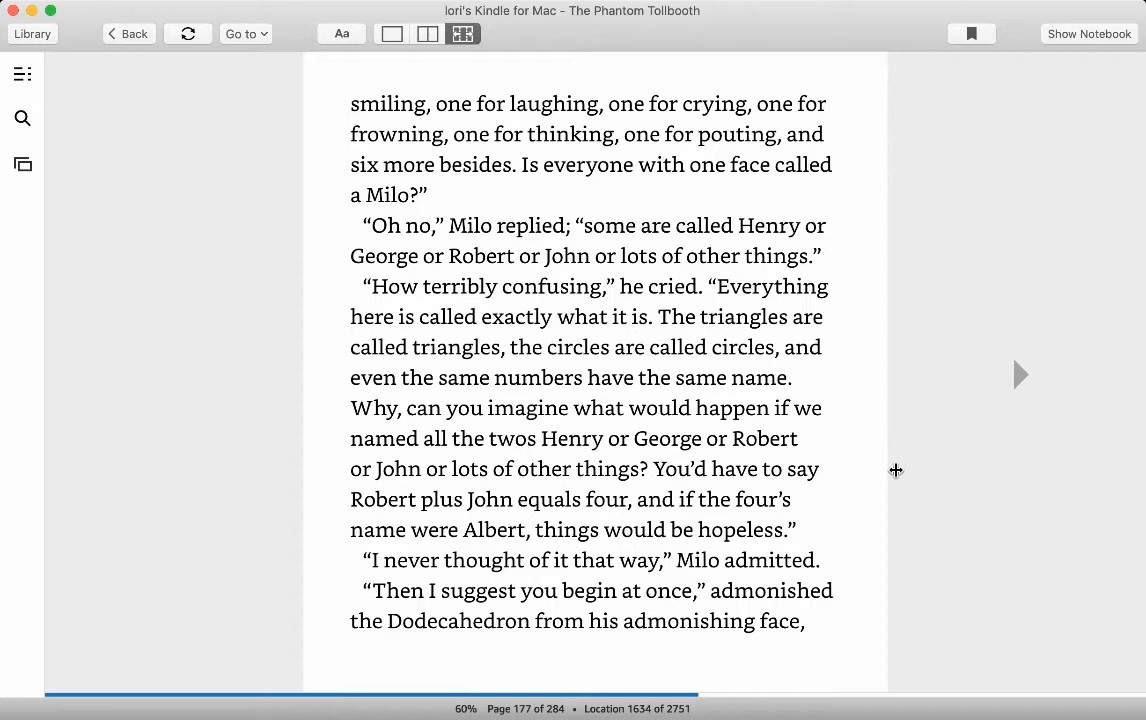 lori's Kindle for Mac - The Phantom Tollbooth
Library
Back
Go to
Aa
Show Notebook
smiling, one for laughing, one for crying, one for
frowning, one for thinking, one for pouting, and
six more besides. Is everyone with one face called
a Milo?”
“Oh no,” Milo replied; “some are called Henry or
George or Robert or John or lots of other things.”
“How terribly confusing,” he cried. “Everything
here is called exactly what it is. The triangles are
called triangles, the circles are called circles, and
even the same numbers have the same name.
Why, can you imagine what would happen if we
named all the twos Henry or George or Robert
or John or lots of other things? You’d have to say
Robert plus John equals four, and if the four’s
name were Albert, things would be hopeless.”
“I never thought of it that way,” Milo admitted.
“Then I suggest you begin at once,” admonished
the Dodecahedron from his admonishing face,
60% Page 177 of 284 • Location 1634 of 2751